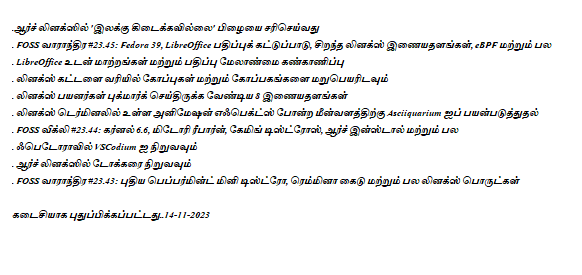 .ஆர்ச் லினக்ஸில் 'இலக்கு கிடைக்கவில்லை' பிழையை சரிசெய்வது
. FOSS வாராந்திர #23.45: Fedora 39, LibreOffice பதிப்புக் கட்டுப்பாடு, சிறந்த லினக்ஸ் இணையதளங்கள், eBPF மற்றும் பல
. LibreOffice உடன் மாற்றங்கள் மற்றும் பதிப்பு மேலாண்மை கண்காணிப்பு
. லினக்ஸ் கட்டளை வரியில் கோப்புகள் மற்றும் கோப்பகங்களை மறுபெயரிடவும்
. லினக்ஸ் பயனர்கள் புக்மார்க் செய்திருக்க வேண்டிய 8 இணையதளங்கள்
. லினக்ஸ் டெர்மினலில் உள்ள அனிமேஷன் எஃபெக்ட்ஸ் போன்ற மீன்வளத்திற்கு Asciiquarium ஐப் பயன்படுத்துதல்
. FOSS வீக்லி #23.44: கர்னல் 6.6, மிடோரி ரீபார்ன், கேமிங் டிஸ்ட்ரோஸ், ஆர்ச் இன்ஸ்டால் மற்றும் பல
. ஃபெடோராவில் VSCodium ஐ நிறுவவும்
. ஆர்ச் லினக்ஸில் டோக்கரை நிறுவவும்
. FOSS வாராந்திர #23.43: புதிய பெப்பர்மின்ட் மினி டிஸ்ட்ரோ, ரெம்மினா கைடு மற்றும் பல லினக்ஸ் பொருட்கள்
கடைசியாக புதுப்பிக்கப்பட்டது..14-11-2023